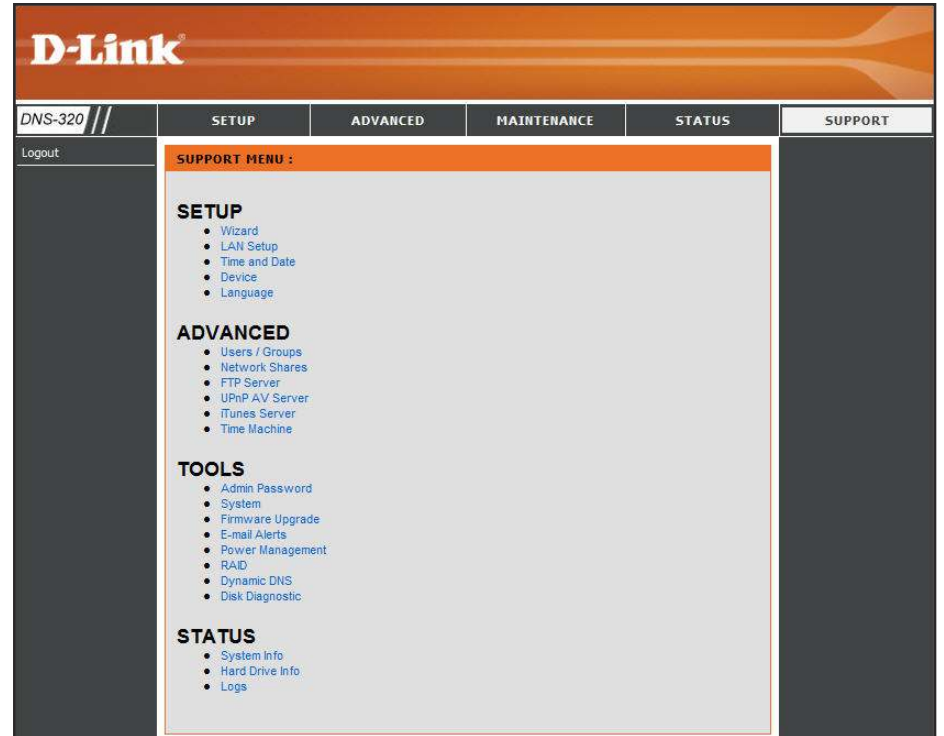 D-Link®
DNS-320 // SETUP ADVANCED MAINTENANCE STATUS SUPPORT
Logout
SUPPORT MENU :
SETUP
● Wizard
● LAN Setup
● Time and Date
● Device
● Language
ADVANCED
● Users / Groups
● Network Shares
● FTP Server
● UPnP AV Server
● iTunes Server
● Time Machine
TOOLS
● Admin Password
● System
● Firmware Upgrade
● E-mail Alerts
● Power Management
● RAID
● Dynamic DNS
● Disk Diagnostic
STATUS
● System Info
● Hard Drive Info
● Logs